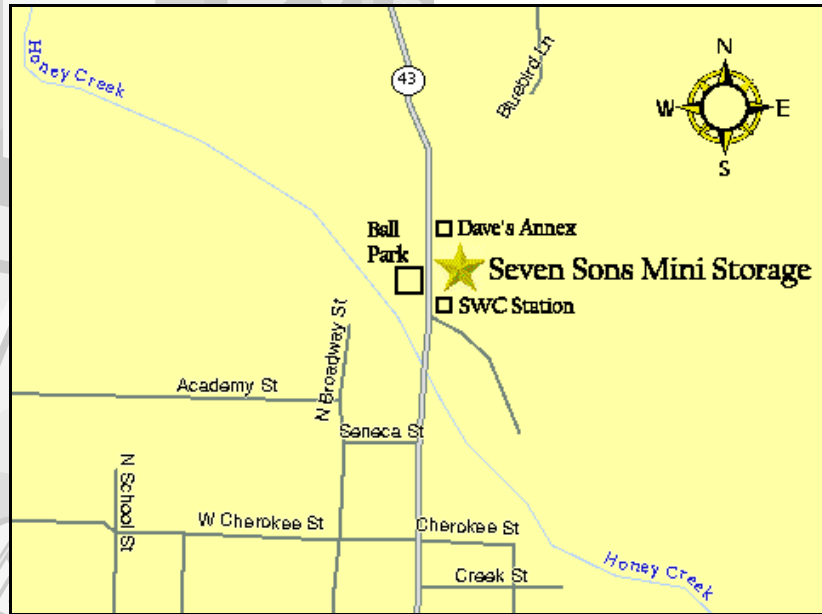 Honey Creek
43
Bluebird Ln
N
W
E
S
Ball
Park
Dave's Annex
Seven Sons Mini Storage
SWC Station
N Broadway St
Academy St
Seneca St
N School St
W Cherokee St
Cherokee St
Creek St
Honey Creek